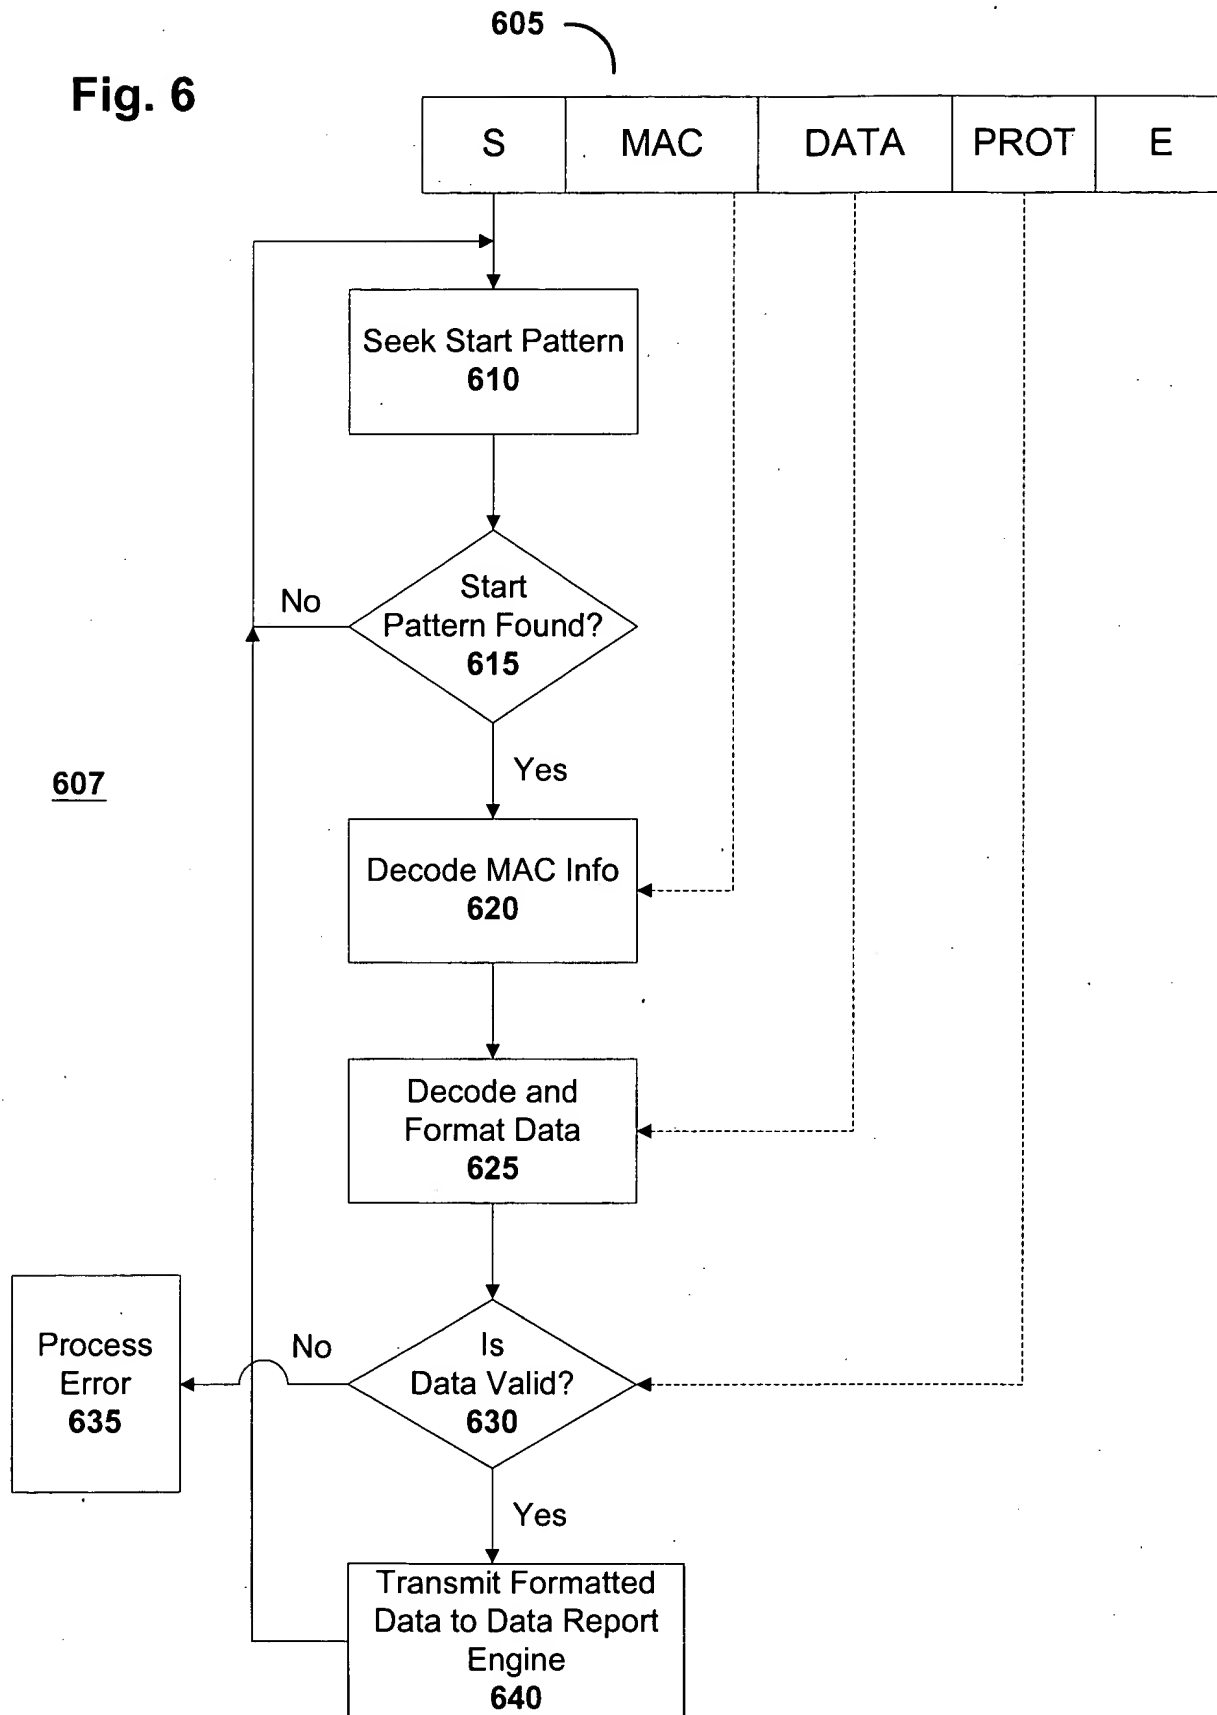 605
Fig. 6
S MAC DATA PROT E
Seek Start Pattern
610
Start
Pattern Found?
615
No
Yes
607
Decode MAC Info
620
Decode and
Format Data
625
Is
Data Valid?
630
No
Process
Error
635
Yes
Transmit Formatted
Data to Data Report
Engine
640